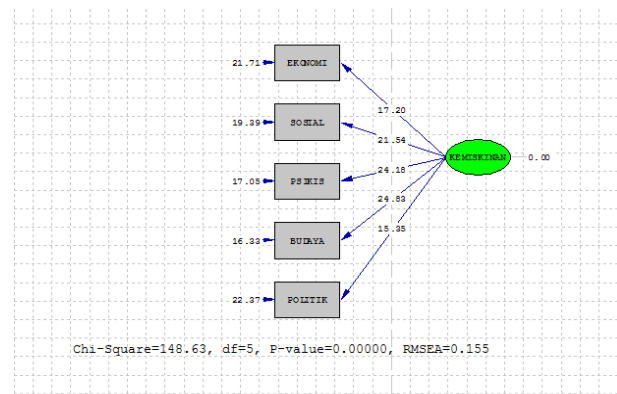 21.71 EKONOMI
17.20
19.39 SOSIAL
21.54
KEMISKINAN 0.00
17.05 PSIKIS
24.18
24.83
16.33 BUDAYA
15.35
22.37 POLITIK
Chi-Square=148.63, df=5, P-value=0.00000, RMSEA=0.155